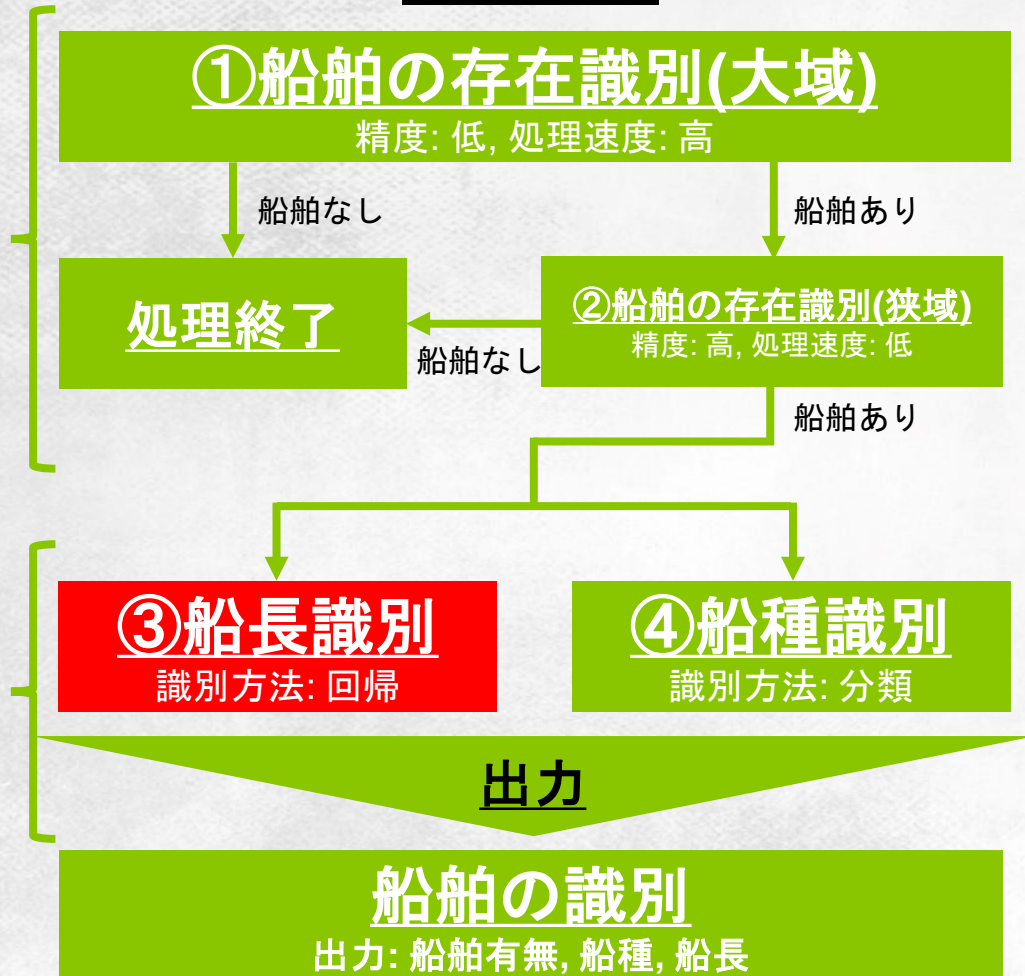 ①船舶の存在識別(大域)
精度: 低, 処理速度: 高
船舶なし
船舶あり
処理終了
②船舶の存在識別(狭域)
精度: 高, 処理速度: 低
船舶なし
船舶あり
③船長識別
識別方法: 回帰
④船種識別
識別方法: 分類
出力
船舶の識別
出力: 船舶有無, 船種, 船長